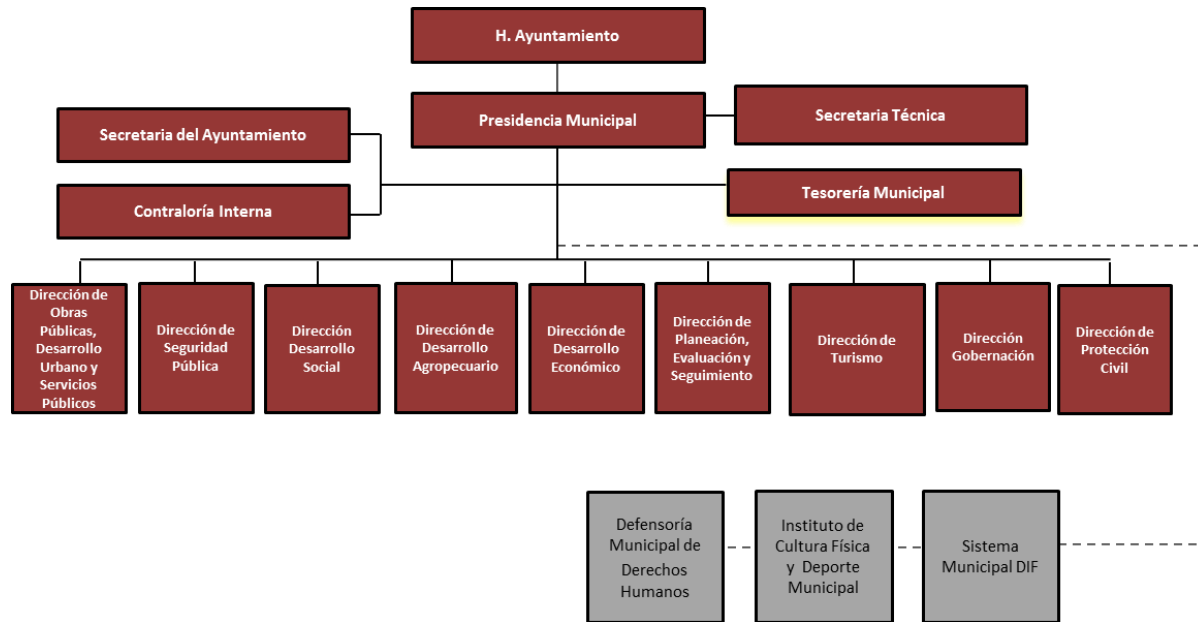 H. Ayuntamiento
Presidencia Municipal
Secretaria Técnica
Secretaria del Ayuntamiento
Contraloría Interna
Tesorería Municipal
Dirección de
Obras
Públicas,
Desarrollo
Urbano y
Servicios
Públicos
Dirección de
Seguridad
Pública
Dirección
Desarrollo
Social
Dirección de
Desarrollo
Agropecuario
Dirección de
Desarrollo
Económico
Dirección de
Planeación,
Evaluación y
Seguimiento
Dirección de
Turismo
Dirección
Gobernación
Dirección de
Protección
Civil
Defensoría
Municipal de
Derechos
Humanos
Instituto de
Cultura Física
y Deporte
Municipal
Sistema
Municipal DIF